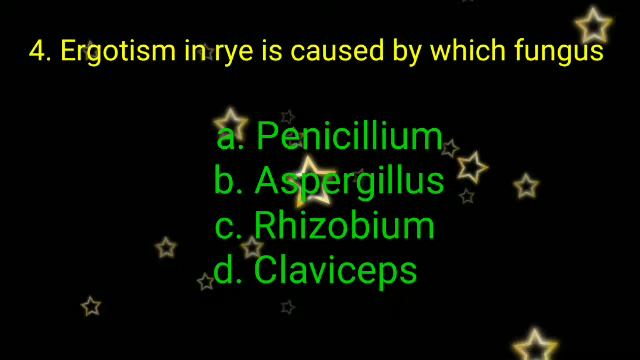 4. Ergotism in rye is caused by which fungus
a. Penicillium
b. Aspergillus
c. Rhizobium
d. Claviceps